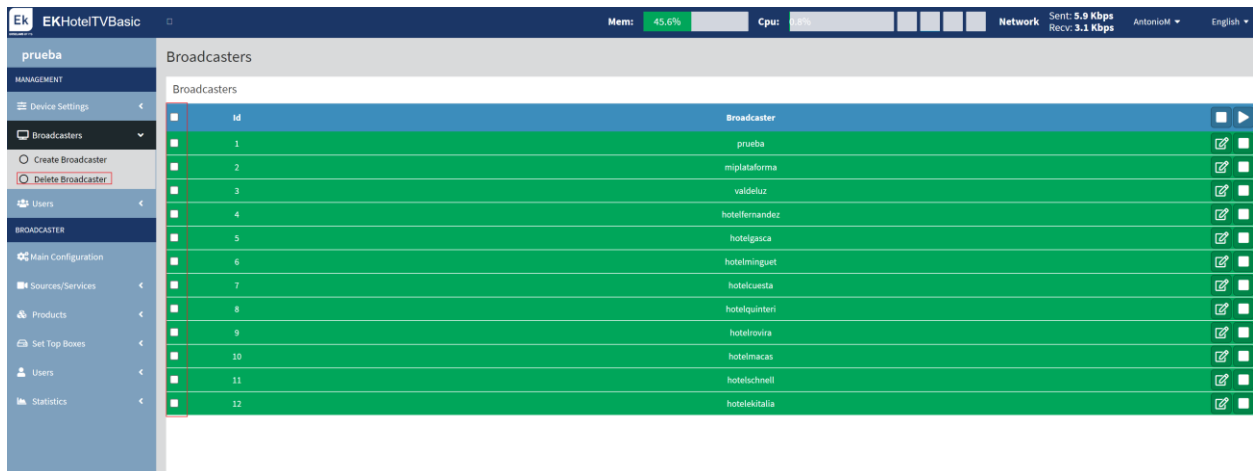 Ek EKHotelTVBasic
Mem: 45.6% Cpu: 0.8% Network Sent: 5.9 Kbps Recv: 3.1 Kbps AntonioM English
prueba
MANAGEMENT
Device Settings
Broadcasters
Create Broadcaster
Delete Broadcaster
Users
BROADCASTER
Main Configuration
Sources/Services
Products
Set Top Boxes
Users
Statistics
Broadcasters
Broadcasters
Id Broadcaster
1 prueba
2 miplataforma
3 valdeluz
4 hotelfernandez
5 hotelgasca
6 hotelminguet
7 hotelcuesta
8 hotelquinteri
9 hotelrovira
10 hotelmacas
11 hotelschnell
12 hotelekitalia